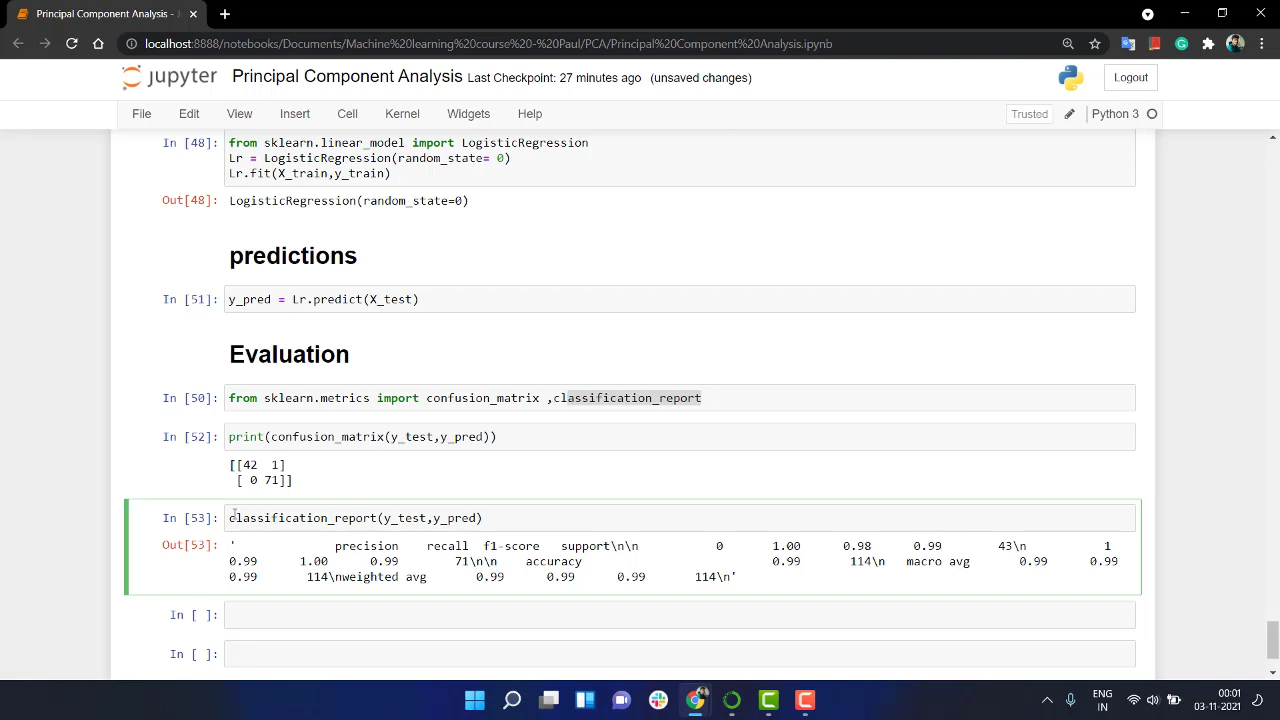 Principal Component Analysis - J
localhost:8888/notebooks/Documents/Machine%20learning%20course%20-%20Paul/PCA/Principal%20Component%20Analysis.ipynb
jupyter Principal Component Analysis Last Checkpoint: 27 minutes ago (unsaved changes) Logout
File Edit View Insert Cell Kernel Widgets Help Trusted Python 3
In [48]: from sklearn.linear_model import LogisticRegression
Lr = LogisticRegression(random_state= 0)
Lr.fit(X_train,y_train)
Out[48]: LogisticRegression(random_state=0)
predictions
In [51]: y_pred = Lr.predict(X_test)
Evaluation
In [50]: from sklearn.metrics import confusion_matrix ,classification_report
In [52]: print(confusion_matrix(y_test,y_pred))
[[42 1]
[ 0 71]]
In [53]: classification_report(y_test,y_pred)
Out[53]: ' precision recall f1-score support\n\n 0 1.00 0.98 0.99 43\n 1
0.99 1.00 0.99 71\n\n accuracy 0.99 114\n macro avg 0.99 0.99
0.99 114\nweighted avg 0.99 0.99 0.99 114\n'
In [ ]:
In [ ]:
ENG
IN
00:01
03-11-2021